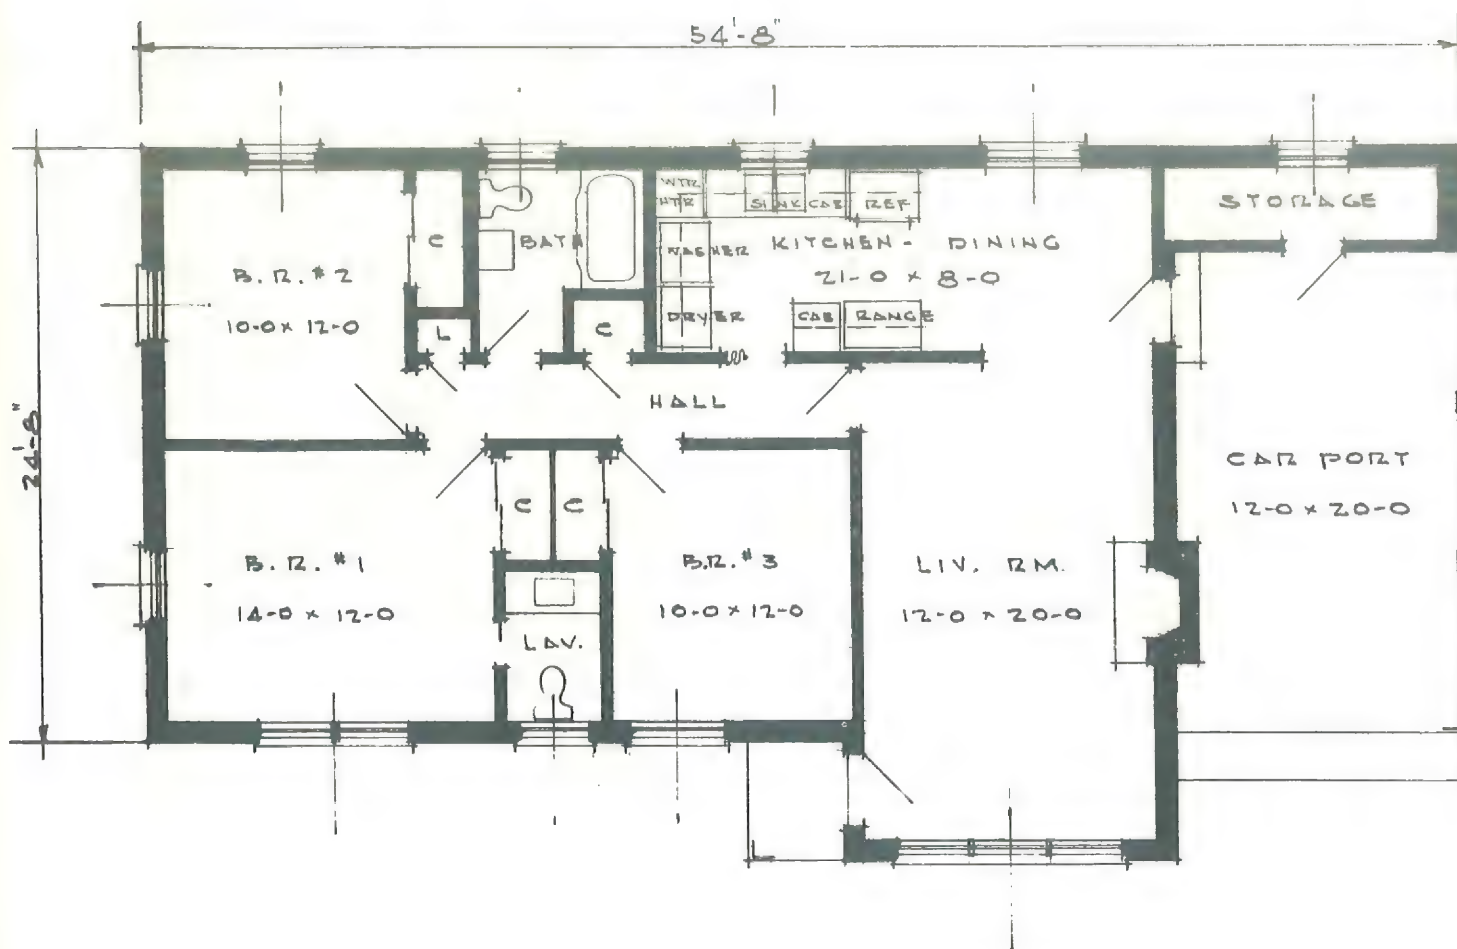 54'-8"
24'-8"
B.R. #2
10-0 x 12-0
C
L
BATH
C
WTR
HTR
SINK CAB
REF
WASHER
DRYER
KITCHEN - DINING
21-0 x 8-0
CAB
RANGE
STORAGE
HALL
CAR PORT
12-0 x 20-0
B.R. #1
14-0 x 12-0
C
C
LAV.
B.R. #3
10-0 x 12-0
LIV. RM.
12-0 x 20-0